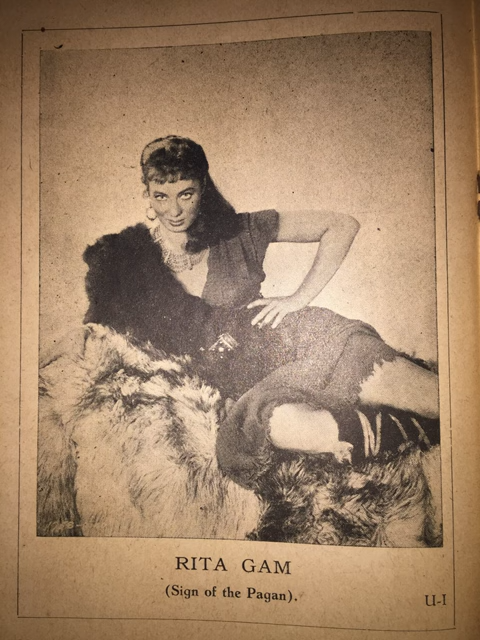 RITA GAM
(Sign of the Pagan).
U-I